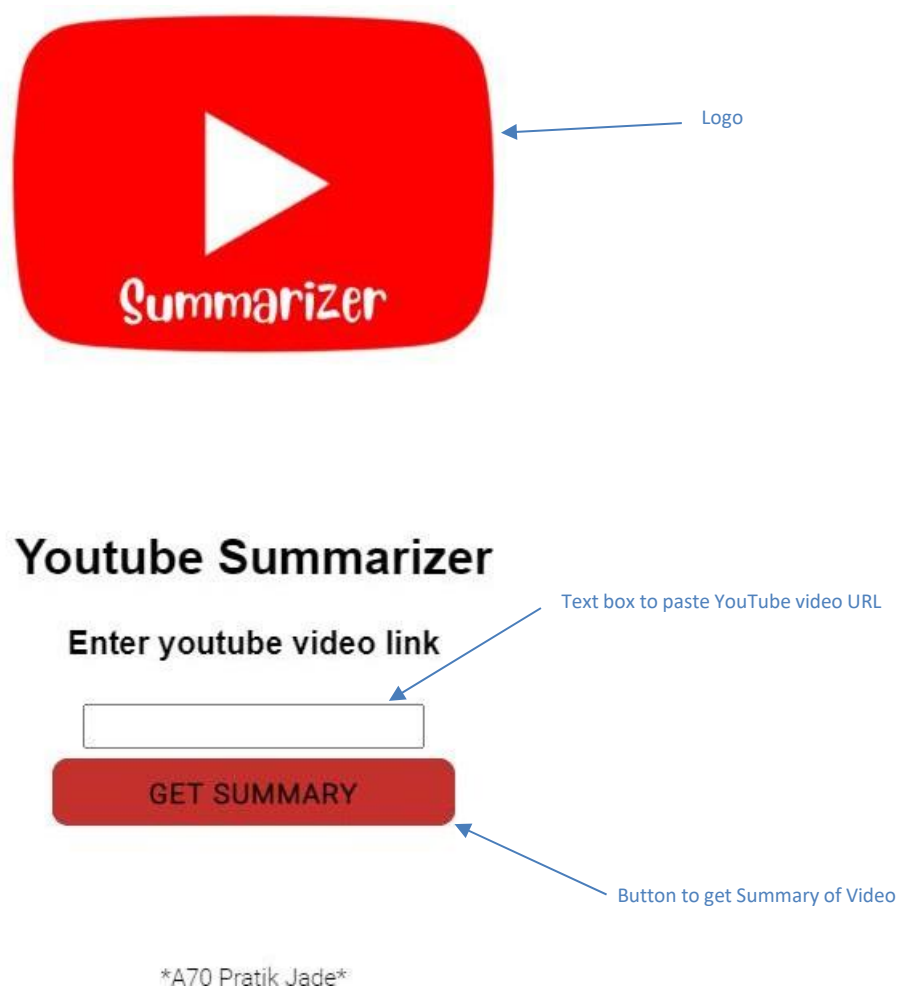 Logo
Summarizer
Youtube Summarizer
Text box to paste YouTube video URL
Enter youtube video link
GET SUMMARY
Button to get Summary of Video
*A70 Pratik Jade*